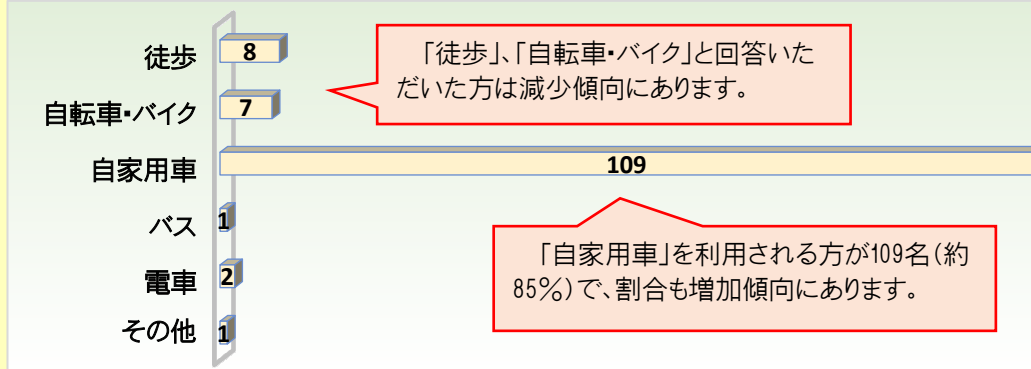 徒歩
8
自転車・バイク
7
自家用車
109
バス
1
電車
2
その他
1
「徒歩」、「自転車・バイク」と回答いた
だいた方は減少傾向にあります。
「自家用車」を利用される方が109名(約
85%)で、割合も増加傾向にあります。